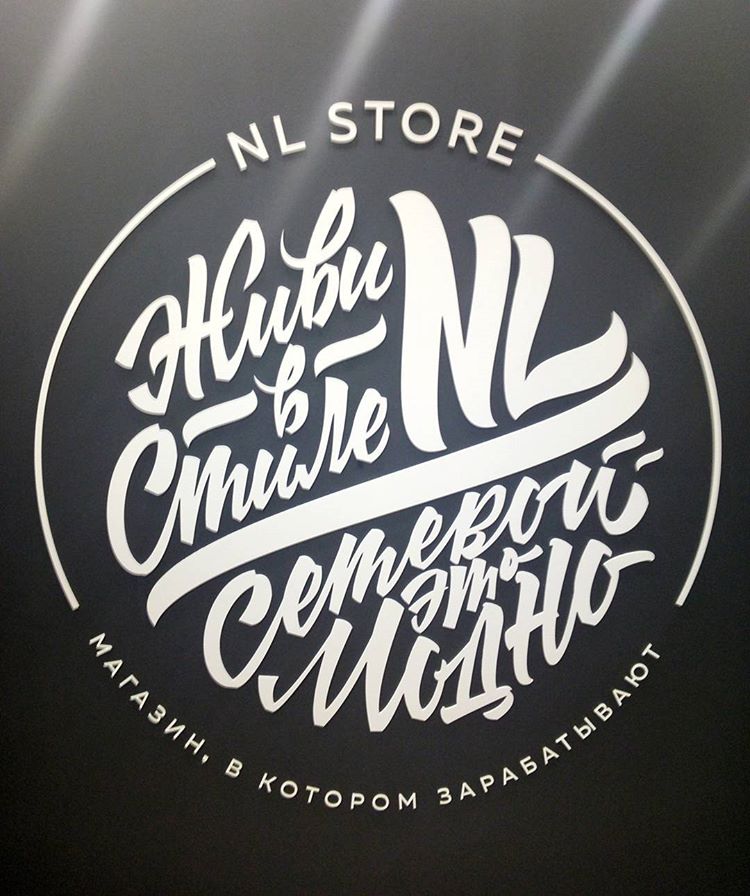 NL STORE
Живи
в
Стиле
NL
Сетевой
это
Модно
МАГАЗИН, В КОТОРОМ ЗАРАБАТЫВАЮТ